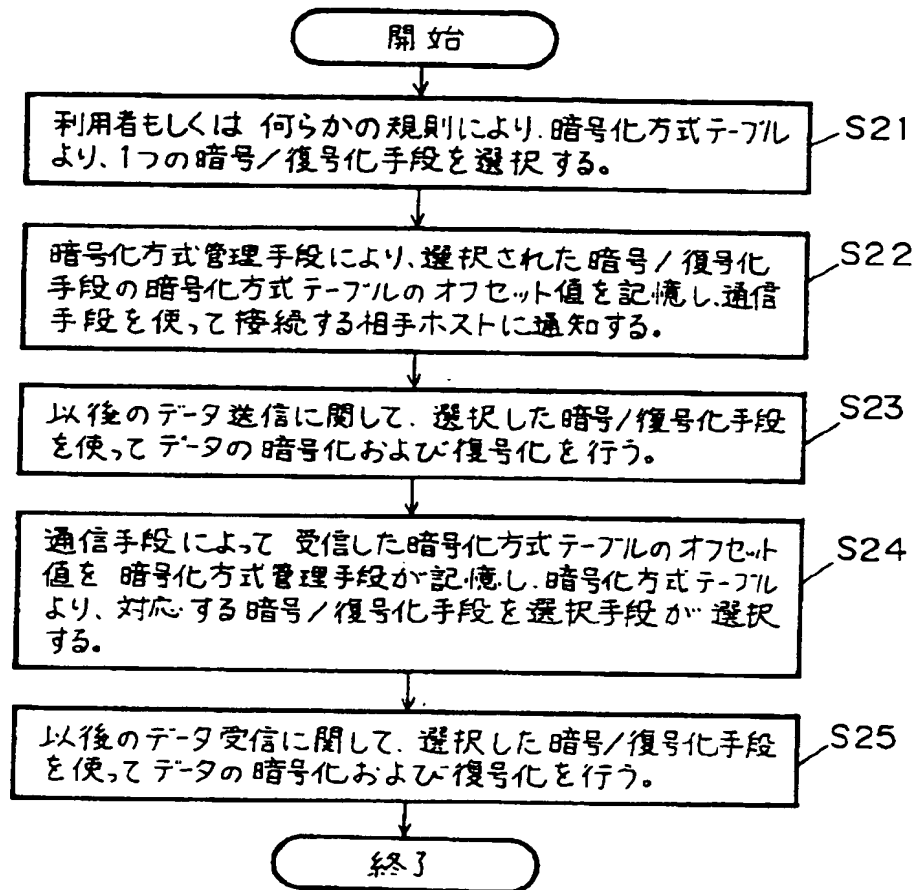 開始
利用者もしくは 何らかの規則により、暗号化方式テーブル
より、1つの暗号/復号化手段を選択する。
S21
暗号化方式管理手段により、選択された暗号/復号化
手段の暗号化方式テーブルのオフセット値を記憶し、通信
手段を使って接続する相手ホストに通知する。
S22
以後のデータ送信に関して、選択した暗号/復号化手段
を使ってデータの暗号化および復号化を行う。
S23
通信手段によって 受信した暗号化方式テーブルのオフセット
値を 暗号化方式管理手段が記憶し、暗号化方式テーブル
より、対応する暗号/復号化手段を選択手段が 選択
する。
S24
以後のデータ受信に関して、選択した暗号/復号化手段
を使ってデータの暗号化および復号化を行う。
S25
終了